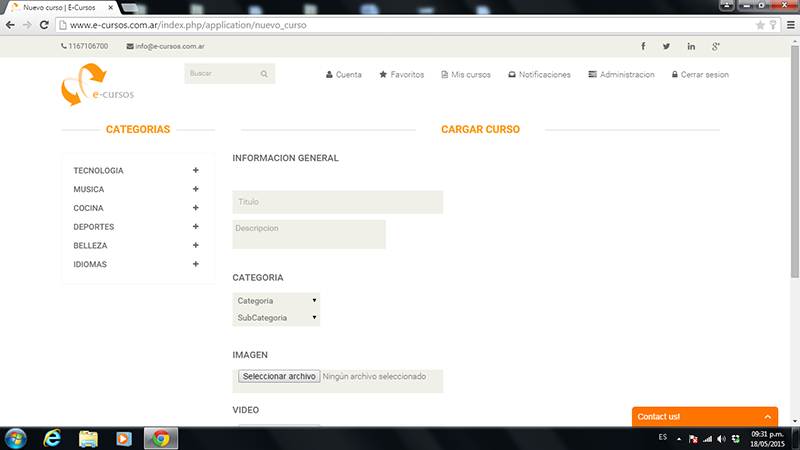 Nuevo curso | E-Cursos
www.e-cursos.com.ar/index.php/application/nuevo_curso
1167106700 info@e-cursos.com.ar
e-cursos
Buscar
Cuenta Favoritos Mis cursos Notificaciones Administracion Cerrar sesion
CATEGORIAS
TECNOLOGIA
MUSICA
COCINA
DEPORTES
BELLEZA
IDIOMAS
CARGAR CURSO
INFORMACION GENERAL
Titulo
Descripcion
CATEGORIA
Categoria
SubCategoria
IMAGEN
Seleccionar archivo Ningún archivo seleccionado
VIDEO
Contact us!
ES
09:31 p.m.
18/05/2015